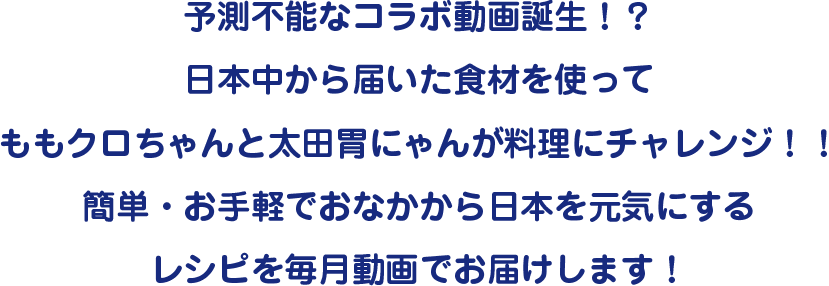 予測不能なコラボ動画誕生！？
日本中から届いた食材を使って
ももクロちゃんと太田胃にゃんが料理にチャレンジ！！
簡単・お手軽でおなかから日本を元気にする
レシピを毎月動画でお届けします！